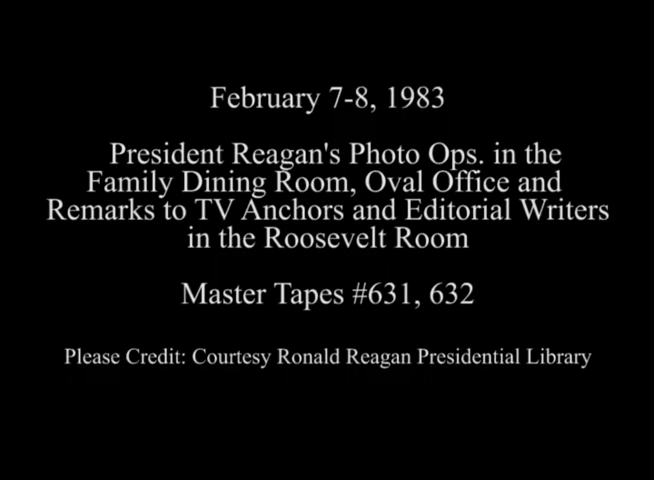 February 7-8, 1983
President Reagan's Photo Ops. in the
Family Dining Room, Oval Office and
Remarks to TV Anchors and Editorial Writers
in the Roosevelt Room
Master Tapes #631, 632
Please Credit: Courtesy Ronald Reagan Presidential Library